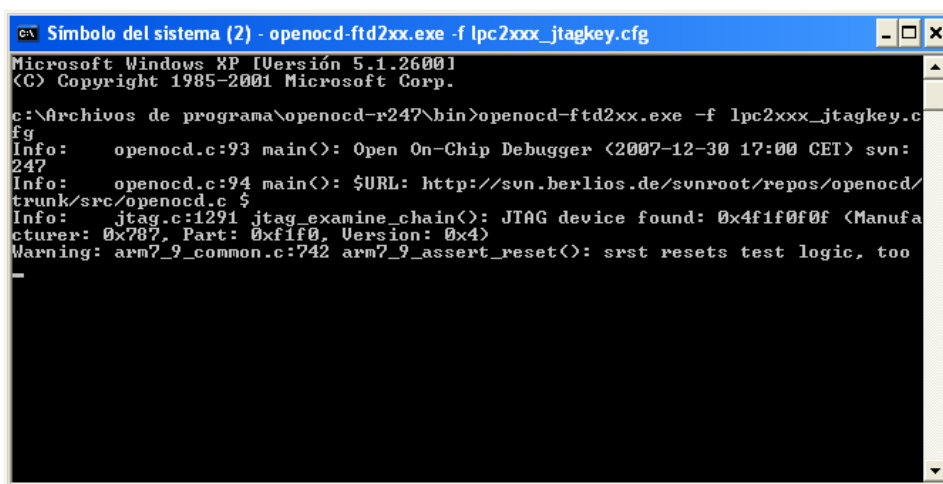 Símbolo del sistema (2) - openocd-ftd2xx.exe -f lpc2xxx_jtagkey.cfg
Microsoft Windows XP [Versión 5.1.2600]
(C) Copyright 1985-2001 Microsoft Corp.
c:\Archivos de programa\openocd-r247\bin>openocd-ftd2xx.exe -f lpc2xxx_jtagkey.c
fg
Info:    openocd.c:93 main(): Open On-Chip Debugger (2007-12-30 17:00 CET) svn:
247
Info:    openocd.c:94 main(): $URL: http://svn.berlios.de/svnroot/repos/openocd/
trunk/src/openocd.c $
Info:    jtag.c:1291 jtag_examine_chain(): JTAG device found: 0x4f1f0f0f (Manufa
cturer: 0x787, Part: 0xf1f0, Version: 0x4)
Warning: arm7_9_common.c:742 arm7_9_assert_reset(): srst resets test logic, too